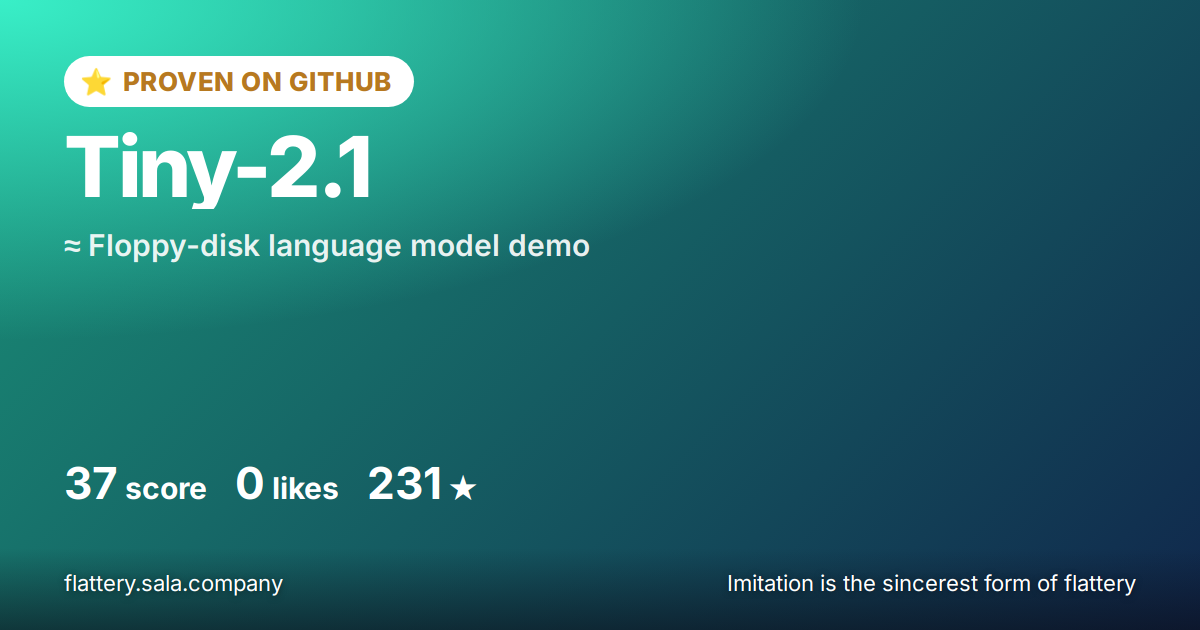 ⭐ PROVEN ON GITHUB
Tiny-2.1
≈ Floppy-disk language model demo
37 score 0 likes 231 ★
flattery.sala.company
Imitation is the sincerest form of flattery